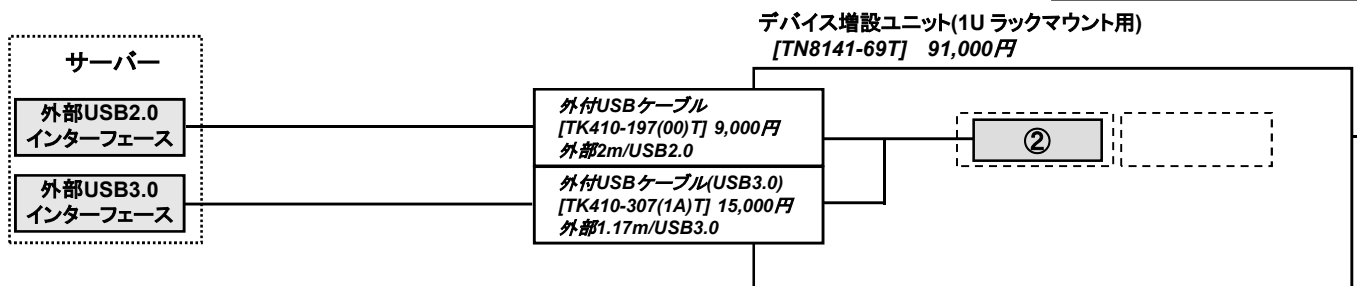 デバイス増設ユニット(1U ラックマウント用)
[TN8141-69T] 91,000円
サーバー
外部USB2.0
インターフェース
外付USBケーブル
[TK410-197(00)T] 9,000円
外部2m/USB2.0
②
外部USB3.0
インターフェース
外付USBケーブル(USB3.0)
[TK410-307(1A)T] 15,000円
外部1.17m/USB3.0